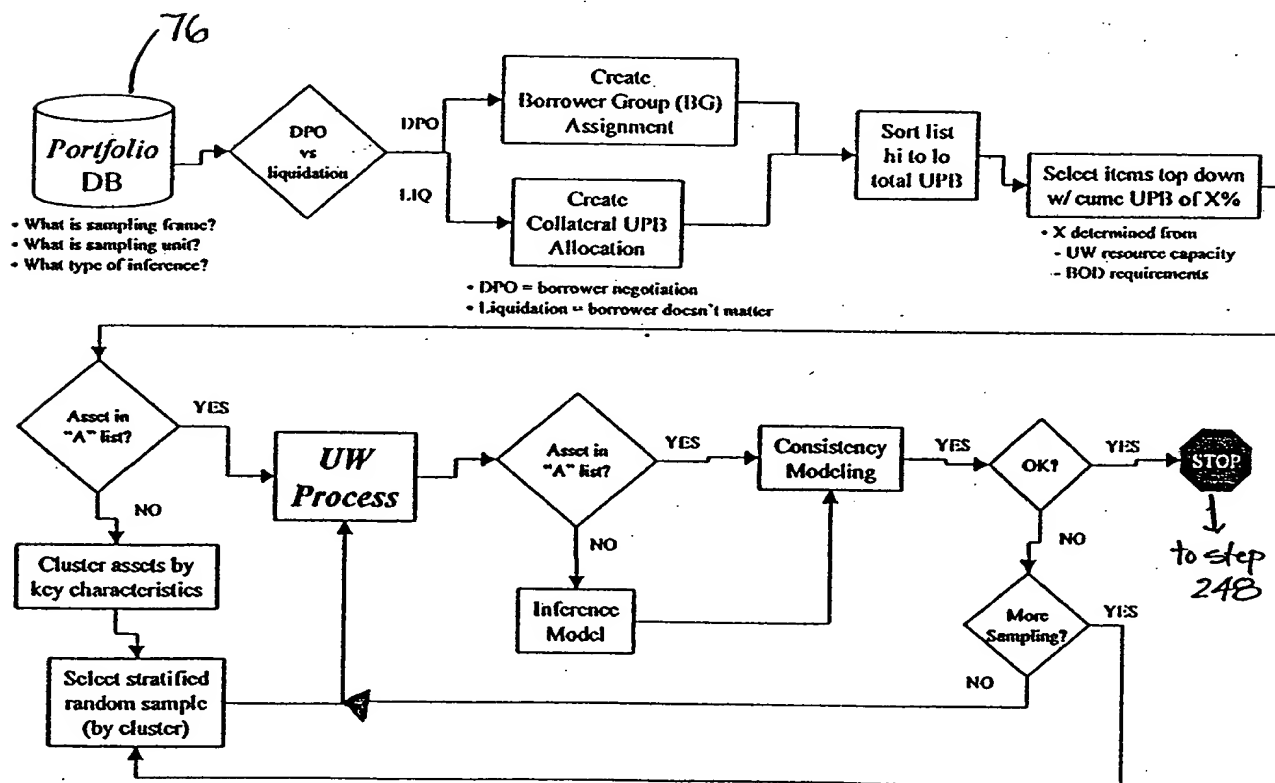 76
Portfolio
DB
• What is sampling frame?
• What is sampling unit?
• What type of inference?
DPO
vs
liquidation
DPO
LIQ
Create
Borrower Group (BG)
Assignment
Create
Collateral UPB
Allocation
• DPO = borrower negotiation
• Liquidation = borrower doesn't matter
Sort list
hi to lo
total UPB
Select items top down
w/ cume UPB of X%
• X determined from
- UW resource capacity
- BOD requirements
Asset in
"A" list?
YES
NO
UW
Process
Asset in
"A" list?
YES
NO
Consistency
Modeling
YES
OK?
YES
NO
STOP
to step
248
Cluster assets by
key characteristics
Inference
Model
More
Sampling?
YES
NO
Select stratified
random sample
(by cluster)